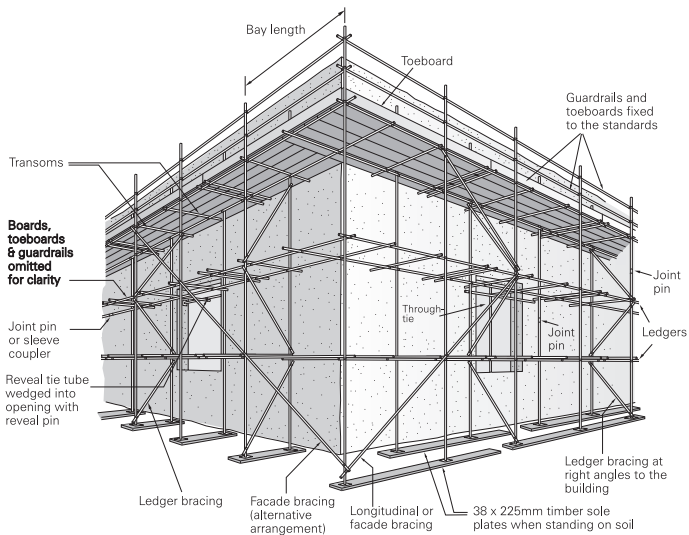 Bay length
Toeboard
Guardrails and
toeboards fixed
to the standards
Transoms
Boards,
toeboards
& guardrails
omitted
for clarity
Joint pin
or sleeve
coupler
Reveal tie tube
wedged into
opening with
reveal pin
Through-
tie
Joint
pin
Joint
pin
Ledgers
Ledger bracing
Facade bracing
(alternative
arrangement)
Longitudinal or
facade bracing
38 x 225mm timber sole
plates when standing on soil
Ledger bracing at
right angles to the
building